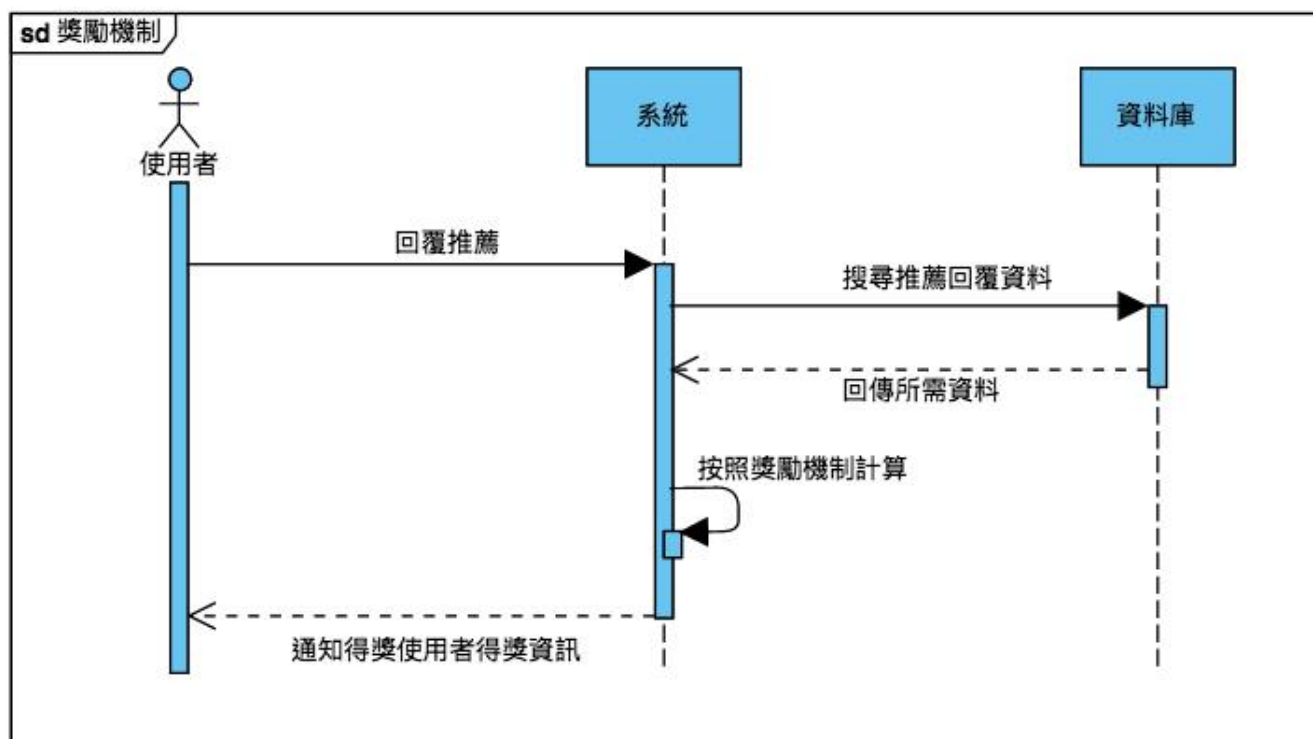 sd 獎勵機制
使用者
系統
資料庫
回覆推薦
搜尋推薦回覆資料
回傳所需資料
按照獎勵機制計算
通知得獎使用者得獎資訊